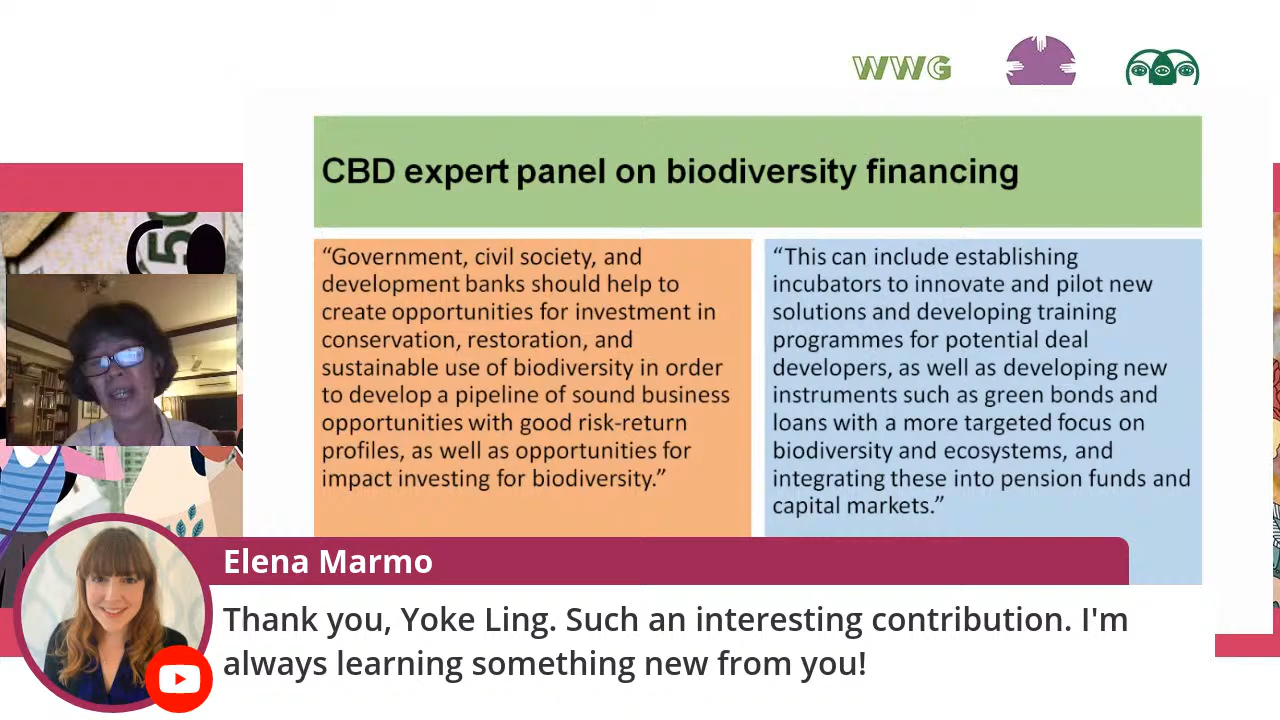 WWG
CBD expert panel on biodiversity financing
“Government, civil society, and
development banks should help to
create opportunities for investment in
conservation, restoration, and
sustainable use of biodiversity in order
to develop a pipeline of sound business
opportunities with good risk-return
profiles, as well as opportunities for
impact investing for biodiversity.”
“This can include establishing
incubators to innovate and pilot new
solutions and developing training
programmes for potential deal
developers, as well as developing new
instruments such as green bonds and
loans with a more targeted focus on
biodiversity and ecosystems, and
integrating these into pension funds and
capital markets.”
50
Elena Marmo
Thank you, Yoke Ling. Such an interesting contribution. I'm
always learning something new from you!